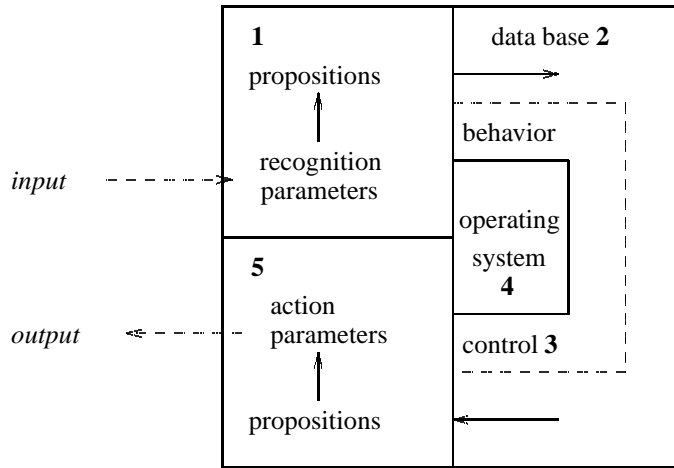 1
data base 2
propositions
behavior
recognition
parameters
input
operating
system
4
5
action
parameters
output
control 3
propositions